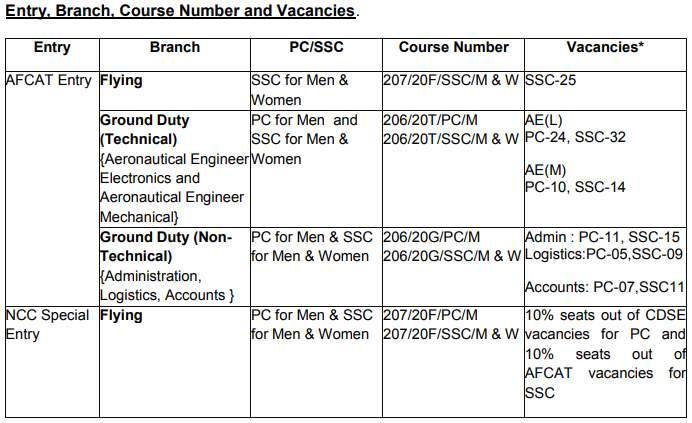 Entry, Branch, Course Number and Vacancies.
Entry Branch PC/SSC Course Number Vacancies*
AFCAT Entry Flying SSC for Men & 207/20F/SSC/M & W SSC-25
Women
Ground Duty PC for Men and 206/20T/PC/M AE(L)
(Technical) SSC for Men & 206/20T/SSC/M & W PC-24, SSC-32
{Aeronautical Engineer Women
Electronics and AE(M)
Aeronautical Engineer PC-10, SSC-14
Mechanical}
Ground Duty (Non- PC for Men & SSC 206/20G/PC/M Admin : PC-11, SSC-15
Technical) for Men & Women 206/20G/SSC/M & W Logistics:PC-05,SSC-09
{Administration,
Logistics, Accounts } Accounts: PC-07,SSC11
NCC Special Flying PC for Men & SSC 207/20F/PC/M 10% seats out of CDSE
Entry for Men & Women 207/20F/SSC/M & W vacancies for PC and
10% seats out of
AFCAT vacancies for
SSC